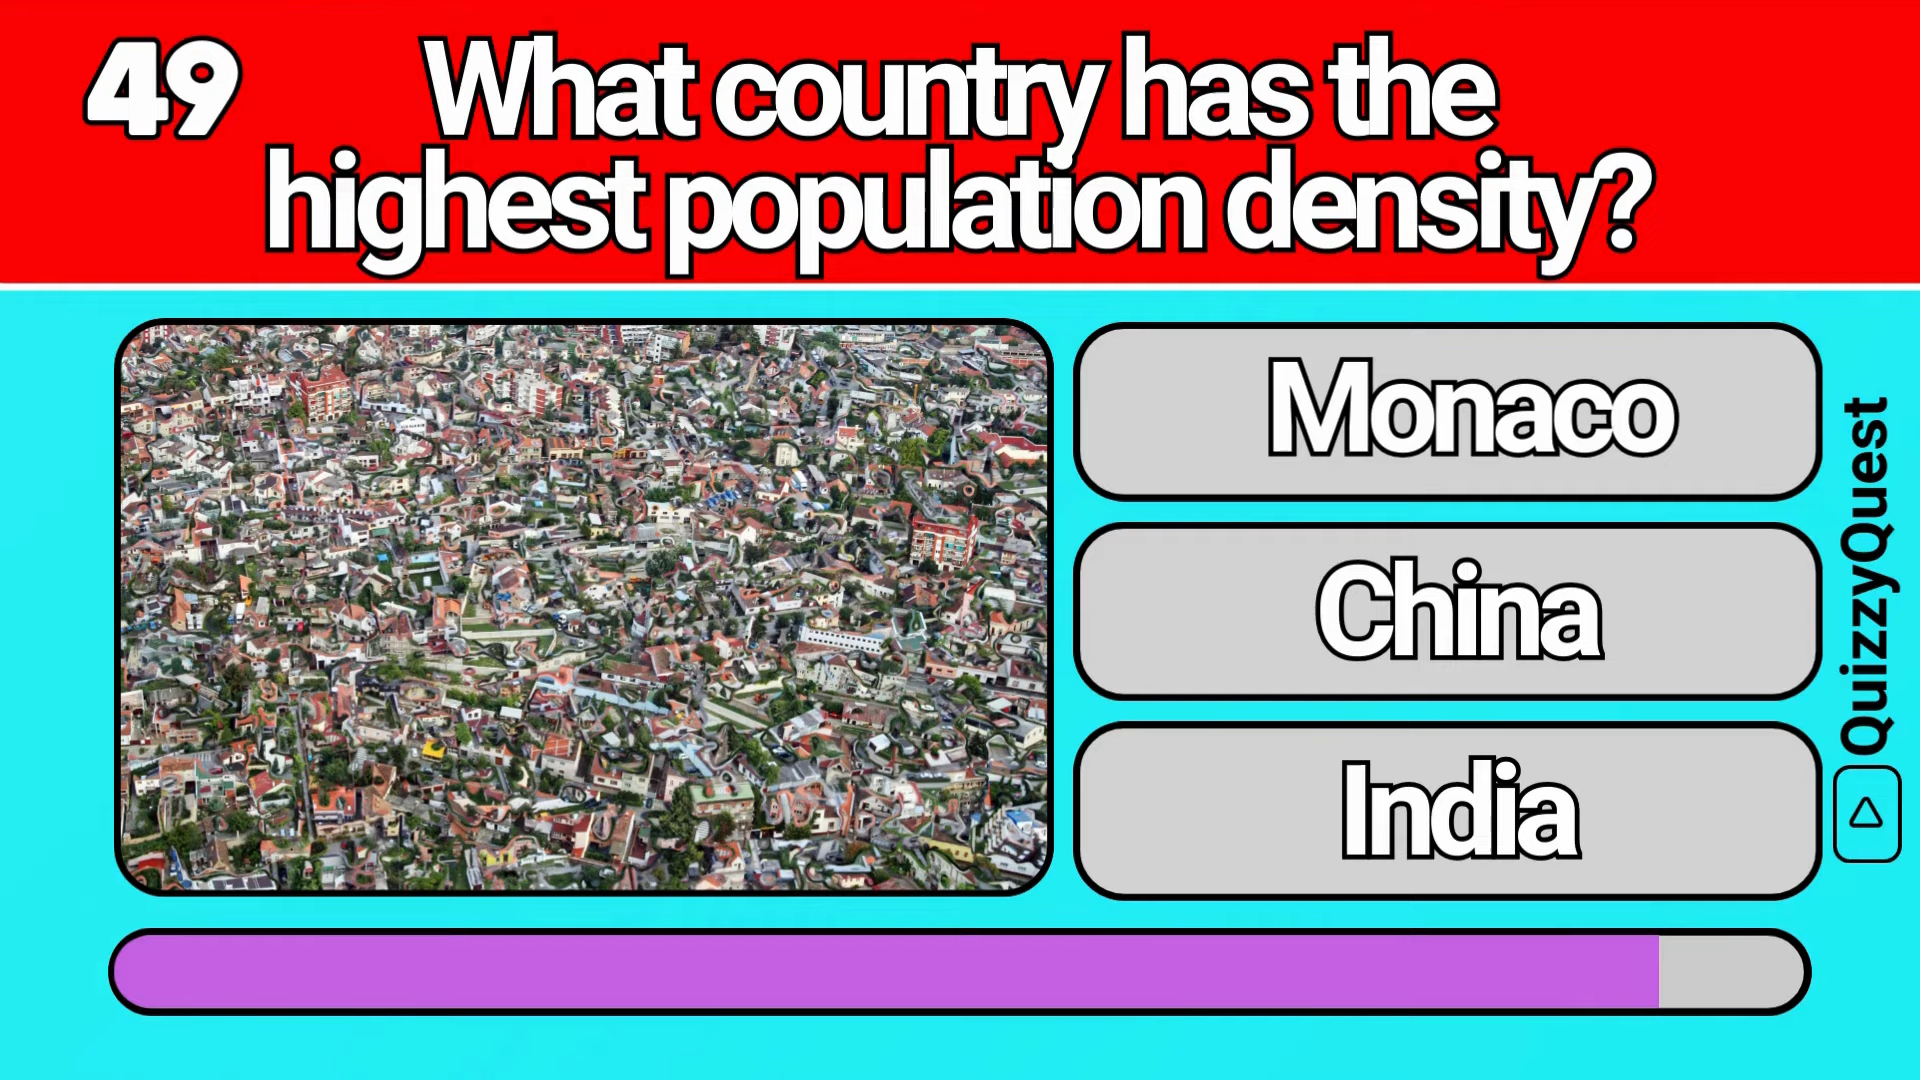 49
What country has the
highest population density?
Monaco
China
India
QuizzyQuest